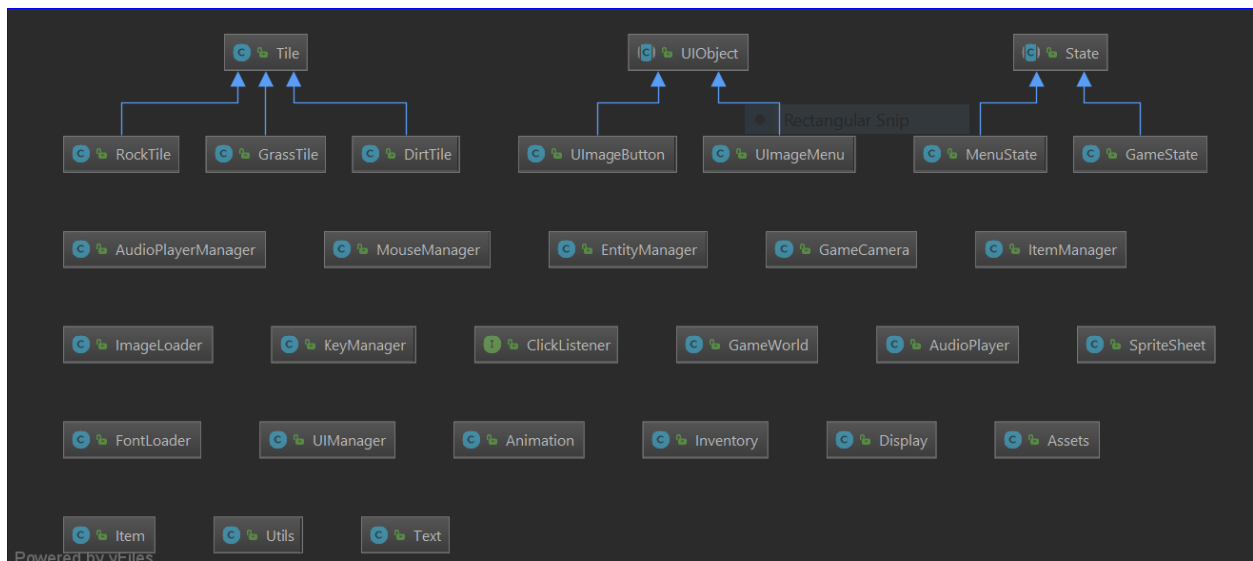 Tile UIObject State
Rectangular Snip
RockTile GrassTile DirtTile UImageButton UImageMenu MenuState GameState
AudioPlayerManager MouseManager EntityManager GameCamera ItemManager
ImageLoader KeyManager ClickListener GameWorld AudioPlayer SpriteSheet
FontLoader UIManager Animation Inventory Display Assets
Item Utils Text
Powered by yFiles